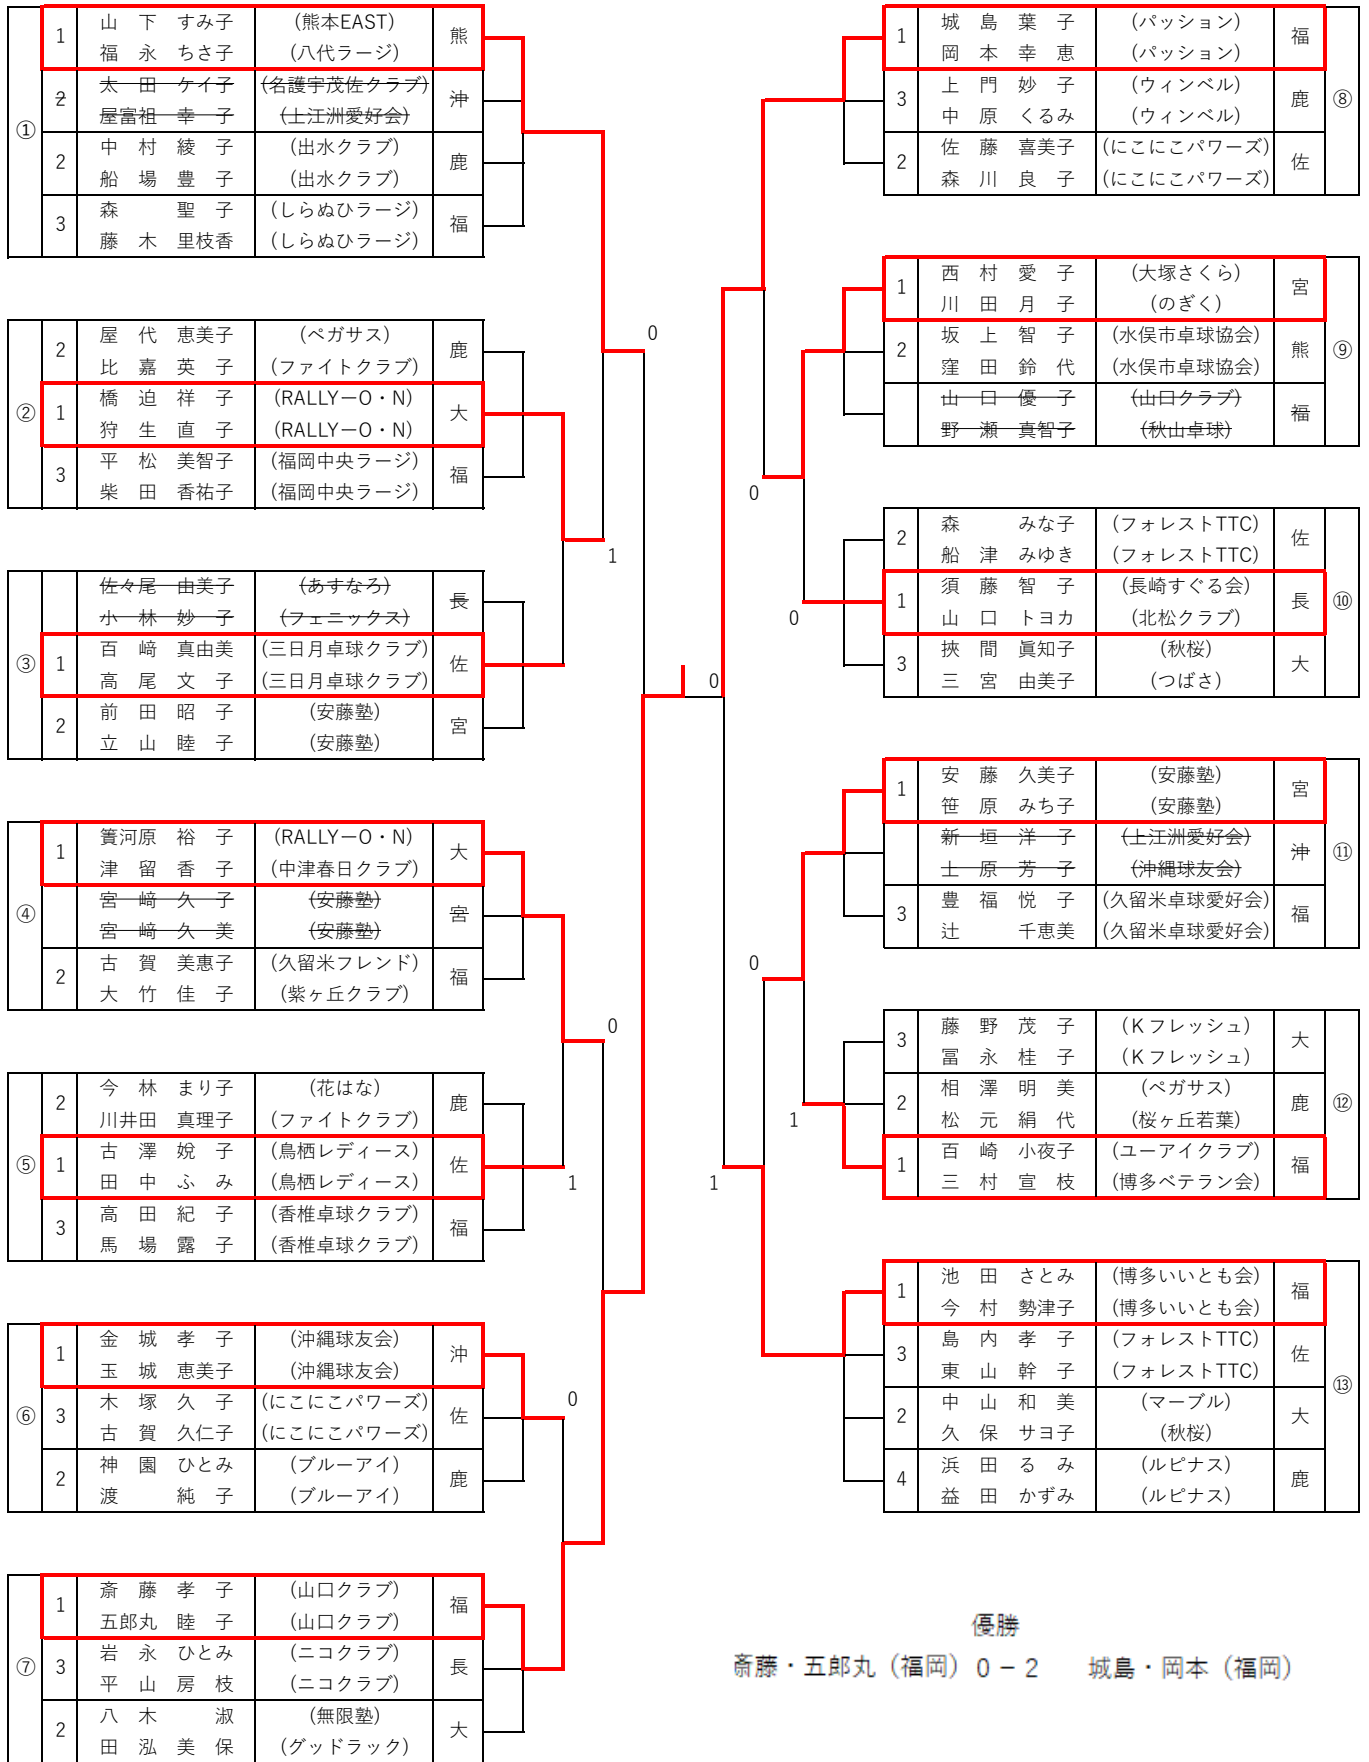 ①
1 山下 すみ子 (熊本EAST) 熊
福永 ちさ子 (八代ラージ)
2 太田 ケイ子 (名護宇茂佐クラブ) 沖
屋富祖 幸子 (上江洲愛好会)
2 中村 綾子 (出水クラブ) 鹿
船場 豊子 (出水クラブ)
3 森 聖子 (しらぬひラージ) 福
藤木 里枝香 (しらぬひラージ)
②
2 屋代 恵美子 (ペガサス) 鹿
比嘉 英子 (ファイトクラブ)
1 橋迫 祥子 (RALLYーO・N) 大
狩生 直子 (RALLYーO・N)
3 平松 美智子 (福岡中央ラージ) 福
柴田 香祐子 (福岡中央ラージ)
③
佐々尾 由美子 (あすなろ) 長
小林 妙子 (フェニックス)
1 百﨑 真由美 (三日月卓球クラブ) 佐
高尾 文子 (三日月卓球クラブ)
2 前田 昭子 (安藤塾) 宮
立山 睦子 (安藤塾)
④
1 簀河原 裕子 (RALLYーO・N) 大
津留 香子 (中津春日クラブ)
宮﨑 久子 (安藤塾) 宮
宮﨑 久美 (安藤塾)
2 古賀 美恵子 (久留米フレンド) 福
大竹 佳子 (紫ヶ丘クラブ)
⑤
2 今林 まり子 (花はな) 鹿
川井田 真理子 (ファイトクラブ)
1 古澤 娧子 (鳥栖レディース) 佐
田中 ふみ (鳥栖レディース)
3 高田 紀子 (香椎卓球クラブ) 福
馬場 露子 (香椎卓球クラブ)
⑥
1 金城 孝子 (沖縄球友会) 沖
玉城 恵美子 (沖縄球友会)
3 木塚 久子 (にこにこパワーズ) 佐
古賀 久仁子 (にこにこパワーズ)
2 神園 ひとみ (ブルーアイ) 鹿
渡 純子 (ブルーアイ)
⑦
1 斎藤 孝子 (山口クラブ) 福
五郎丸 睦子 (山口クラブ)
3 岩永 ひとみ (ニコクラブ) 長
平山 房枝 (ニコクラブ)
2 八木 淑 (無限塾) 大
田泓 美保 (グッドラック)
0
1
0
1
0
0
0
0
0
1
1
⑧
1 城島 葉子 (パッション) 福
岡本 幸恵 (パッション)
3 上門 妙子 (ウィンベル) 鹿
中原 くるみ (ウィンベル)
2 佐藤 喜美子 (にこにこパワーズ) 佐
森川 良子 (にこにこパワーズ)
⑨
1 西村 愛子 (大塚さくら) 宮
川田 月子 (のぎく)
2 坂上 智子 (水俣市卓球協会) 熊
窪田 鈴代 (水俣市卓球協会)
山口 優子 (山口クラブ) 福
野瀬 真智子 (秋山卓球)
⑩
2 森 みな子 (フォレストTTC) 佐
船津 みゆき (フォレストTTC)
1 須藤 智子 (長崎すぐる会) 長
山口 トヨカ (北松クラブ)
3 挾間 眞知子 (秋桜) 大
三宮 由美子 (つばさ)
⑪
1 安藤 久美子 (安藤塾) 宮
笹原 みち子 (安藤塾)
新垣 洋子 (上江洲愛好会) 沖
上原 芳子 (沖縄球友会)
3 豊福 悦子 (久留米卓球愛好会) 福
辻 千恵美 (久留米卓球愛好会)
⑫
3 藤野 茂子 (Kフレッシュ) 大
冨永 桂子 (Kフレッシュ)
2 相澤 明美 (ペガサス) 鹿
松元 絹代 (桜ヶ丘若葉)
1 百崎 小夜子 (ユーアイクラブ) 福
三村 宣枝 (博多ベテラン会)
⑬
1 池田 さとみ (博多いいとも会) 福
今村 勢津子 (博多いいとも会)
3 島内 孝子 (フォレストTTC) 佐
東山 幹子 (フォレストTTC)
2 中山 和美 (マーブル) 大
久保 サヨ子 (秋桜)
4 浜田 るみ (ルピナス) 鹿
益田 かずみ (ルピナス)
優勝
斎藤・五郎丸（福岡）0－2 城島・岡本（福岡）